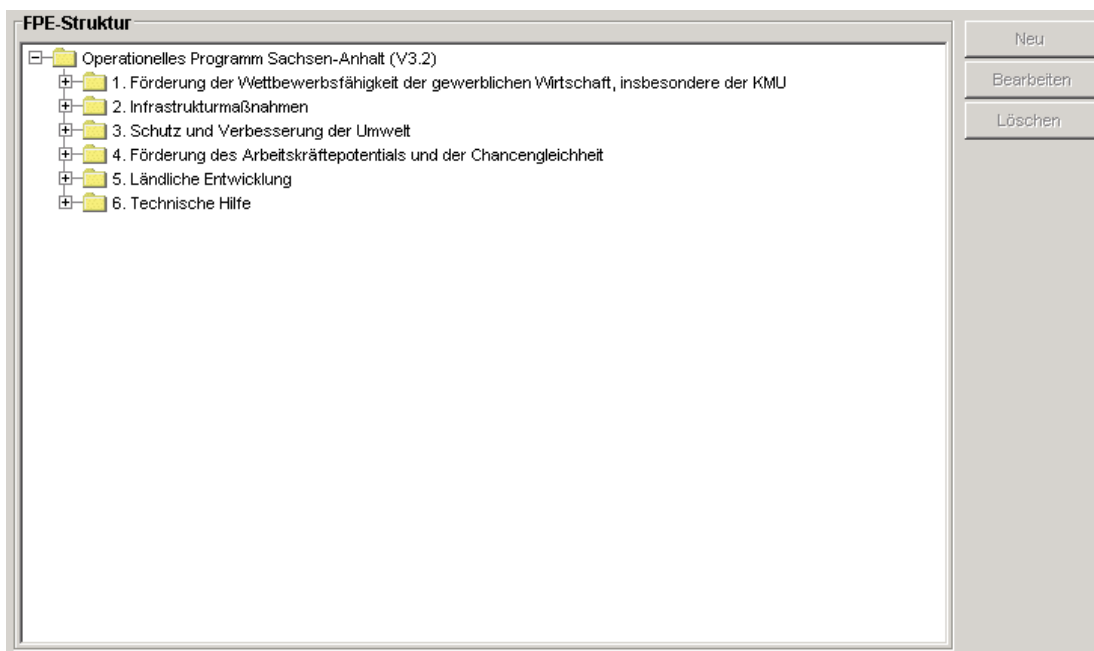 FPE-Struktur
Operationelles Programm Sachsen-Anhalt (V3.2)
1. Förderung der Wettbewerbsfähigkeit der gewerblichen Wirtschaft, insbesondere der KMU
2. Infrastrukturmaßnahmen
3. Schutz und Verbesserung der Umwelt
4. Förderung des Arbeitskräftepotentials und der Chancengleichheit
5. Ländliche Entwicklung
6. Technische Hilfe
Neu
Bearbeiten
Löschen